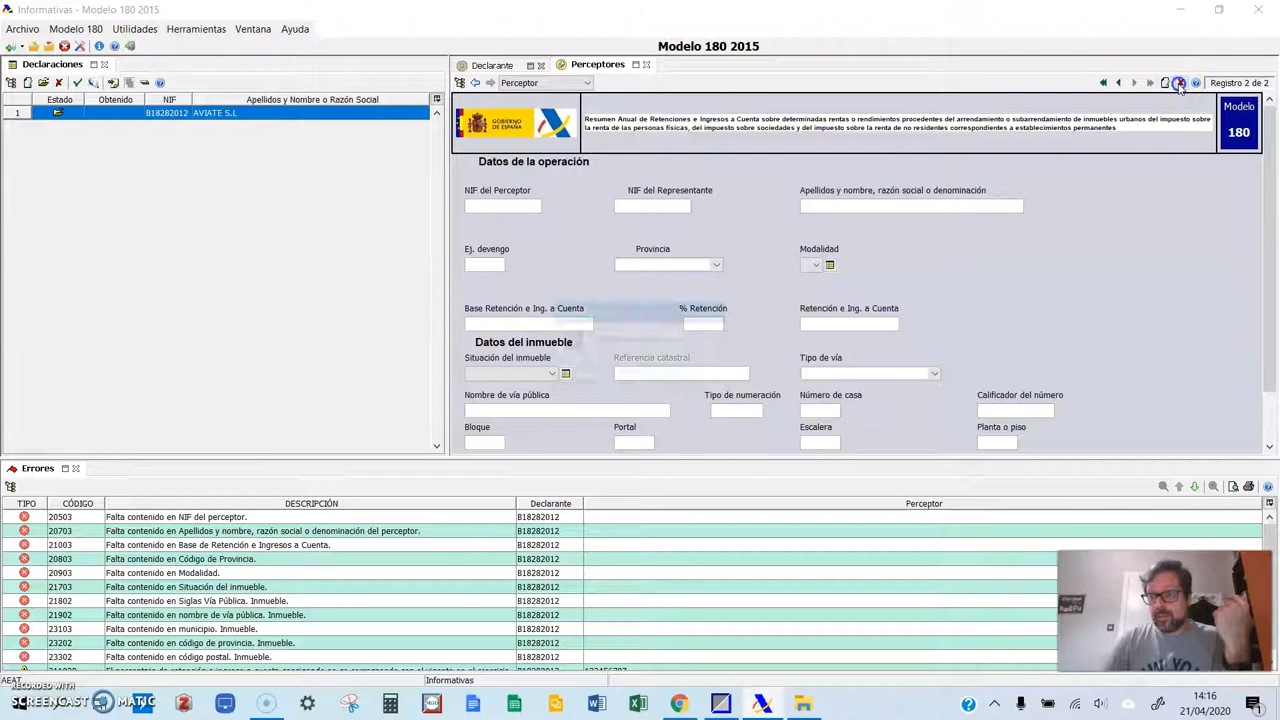 Informativas - Modelo 180 2015
Archivo Modelo 180 Utilidades Herramientas Ventana Ayuda
Modelo 180 2015
Declaraciones
Declarante Perceptores
Perceptor Registro 2 de 2
Estado Obtenido NIF Apellidos y Nombre o Razón Social
1 B18282012 AVIATE S.L
GOBIERNO DE ESPAÑA
Resumen Anual de Retenciones e Ingresos a Cuenta sobre determinadas rentas o rendimientos procedentes del arrendamiento o subarrendamiento de inmuebles urbanos del impuesto sobre
la renta de las personas físicas, del impuesto sobre sociedades y del impuesto sobre la renta de no residentes correspondientes a establecimientos permanentes
Modelo
180
Datos de la operación
NIF del Perceptor NIF del Representante Apellidos y nombre, razón social o denominación
Ej. devengo Provincia Modalidad
Base Retención e Ing. a Cuenta % Retención Retención e Ing. a Cuenta
Datos del inmueble
Situación del inmueble Referencia catastral Tipo de vía
Nombre de vía pública Tipo de numeración Número de casa Calificador del número
Bloque Portal Escalera Planta o piso
Errores
TIPO CÓDIGO DESCRIPCIÓN Declarante Perceptor
20503 Falta contenido en NIF del perceptor. B18282012
20703 Falta contenido en Apellidos y nombre, razón social o denominación del perceptor. B18282012
21003 Falta contenido en Base de Retención e Ingresos a Cuenta. B18282012
20803 Falta contenido en Código de Provincia. B18282012
20903 Falta contenido en Modalidad. B18282012
21703 Falta contenido en Situación del inmueble. B18282012
21802 Falta contenido en Siglas Vía Pública. Inmueble. B18282012
21902 Falta contenido en nombre de vía pública. Inmueble. B18282012
23103 Falta contenido en municipio. Inmueble. B18282012
23202 Falta contenido en código de provincia. Inmueble. B18282012
23302 Falta contenido en código postal. Inmueble. B18282012
AEAT Informativas
RECORDED WITH
SCREENCAST MATIC
14:16
21/04/2020